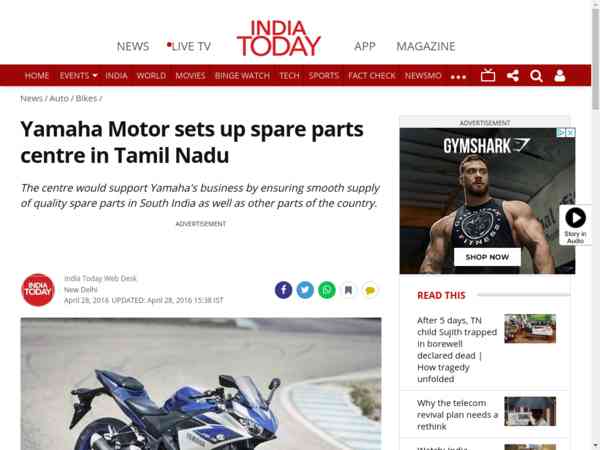 INDIA
TODAY
NEWS
LIVE TV
APP
MAGAZINE
HOME
EVENTS
INDIA
WORLD
MOVIES
BINGE WATCH
TECH
SPORTS
FACT CHECK
NEWSMO
News / Auto / Bikes /
Yamaha Motor sets up spare parts
centre in Tamil Nadu
The centre would support Yamaha's business by ensuring smooth supply
of quality spare parts in South India as well as other parts of the country.
ADVERTISEMENT
INDIA
TODAY
India Today Web Desk
New Delhi
April 28, 2016 UPDATED: April 28, 2016 15:38 IST
YAMAHA
ADVERTISEMENT
GYMSHARK
FITNESS
SHOP NOW
Story in
Audio
READ THIS
After 5 days, TN
child Sujith trapped
in borewell
declared dead |
How tragedy
unfolded
Why the telecom
revival plan needs a
rethink